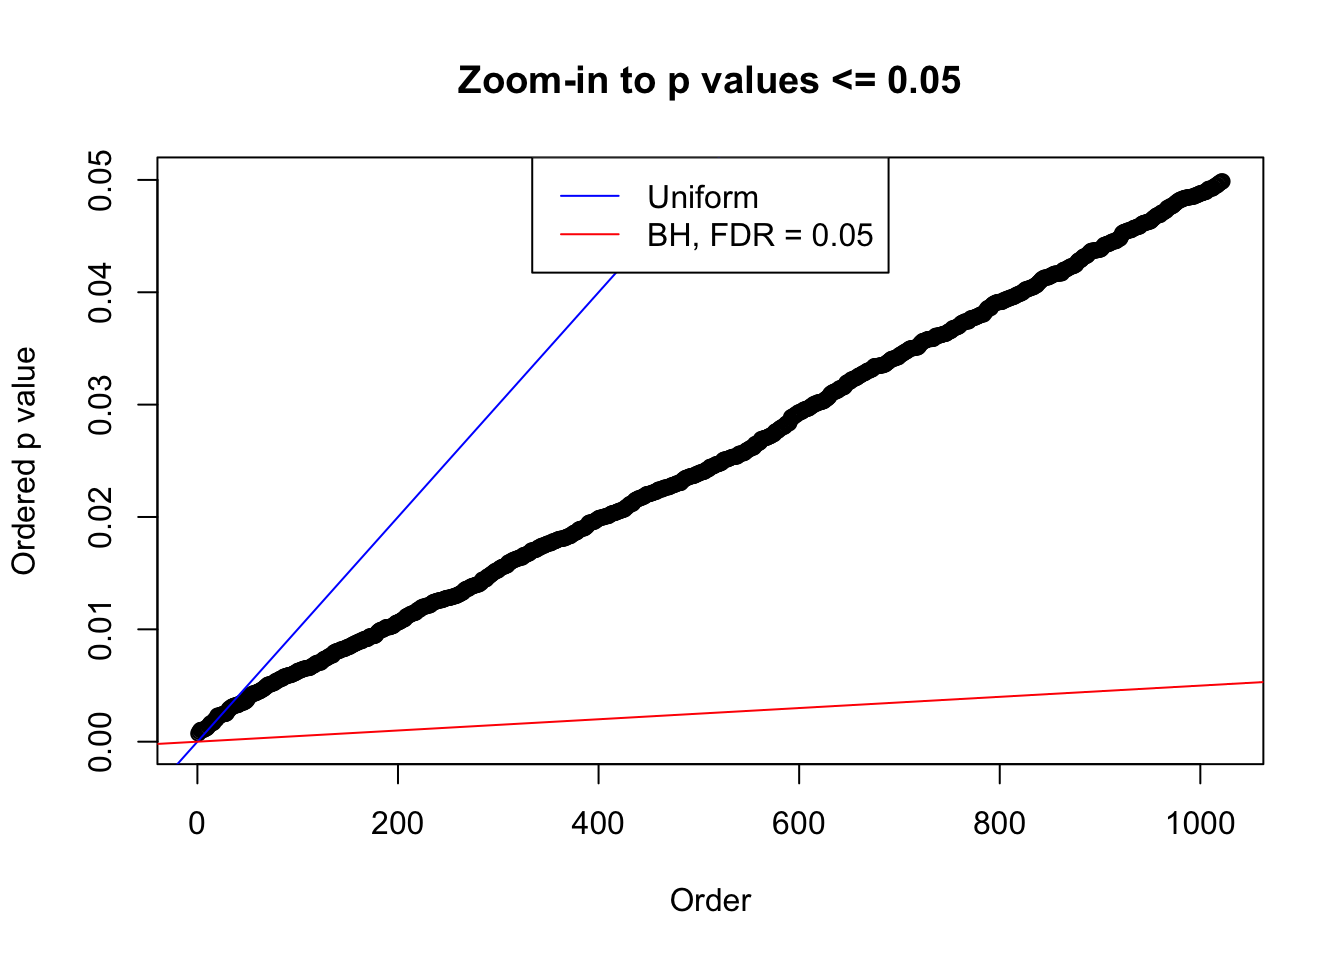 Zoom-in to p values <= 0.05
Uniform
BH, FDR = 0.05
Ordered p value
0.05
0.04
0.03
0.02
0.01
0.00
0 200 400 600 800 1000
Order